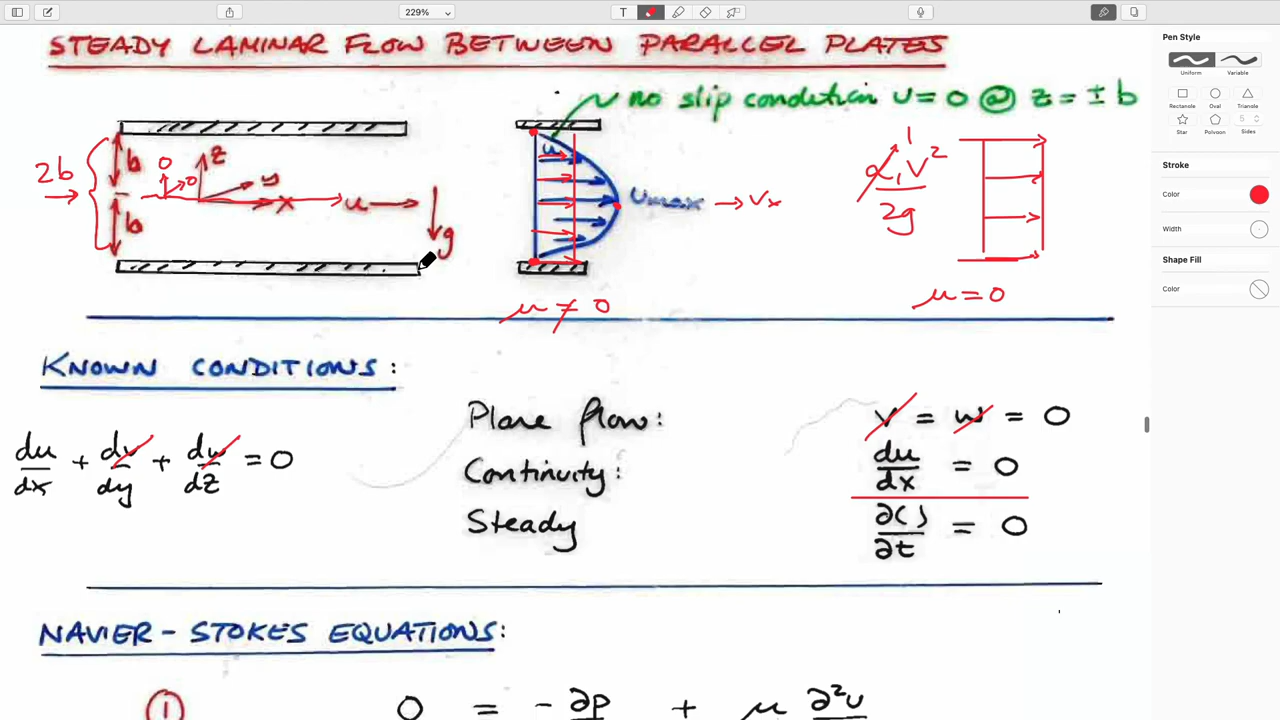 229%
T
Pen Style
Uniform Variable
Rectangle Oval Triangle
Star Polygon 5 Sides
Stroke
Color
Width
Shape Fill
Color
STEADY LAMINAR FLOW BETWEEN PARALLEL PLATES
no slip condition u = 0 @ z = ± b
2b
b
b
0
0
z
y
x
u
g
u
Umax → Vx
μ ≠ 0
α₁V²
2g
1
μ = 0
KNOWN CONDITIONS:
du/dx + dv/dy + dw/dz = 0
Plane flow: v = w = 0
Continuity: du/dx = 0
Steady ∂( )/∂t = 0
NAVIER-STOKES EQUATIONS:
① 0 = - ∂p + μ ∂²u